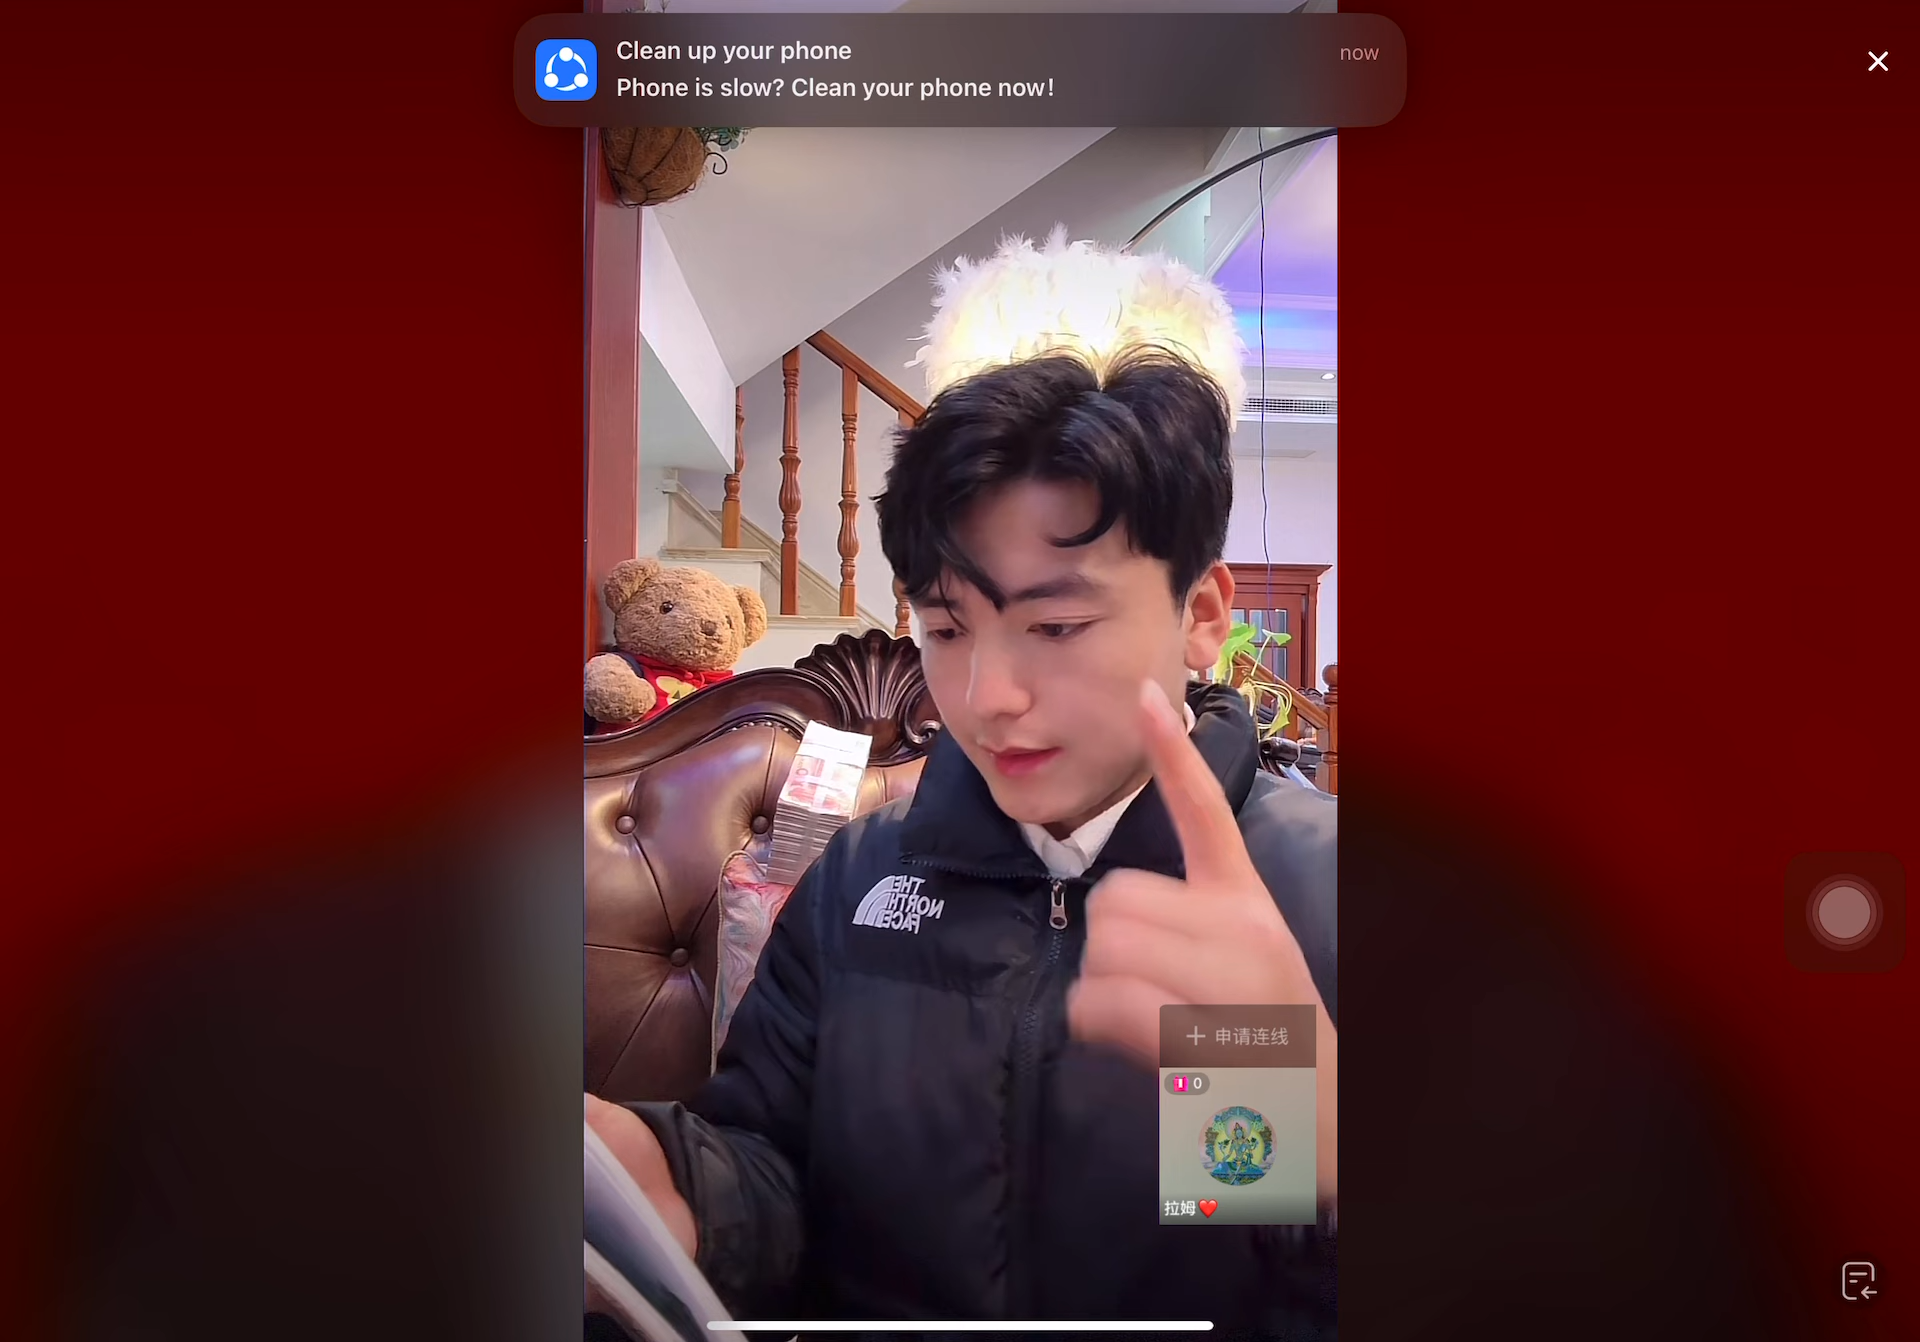 Clean up your phone
now
Phone is slow? Clean your phone now!
THE
NORTH
FACE
申请连线
0
拉姆❤️